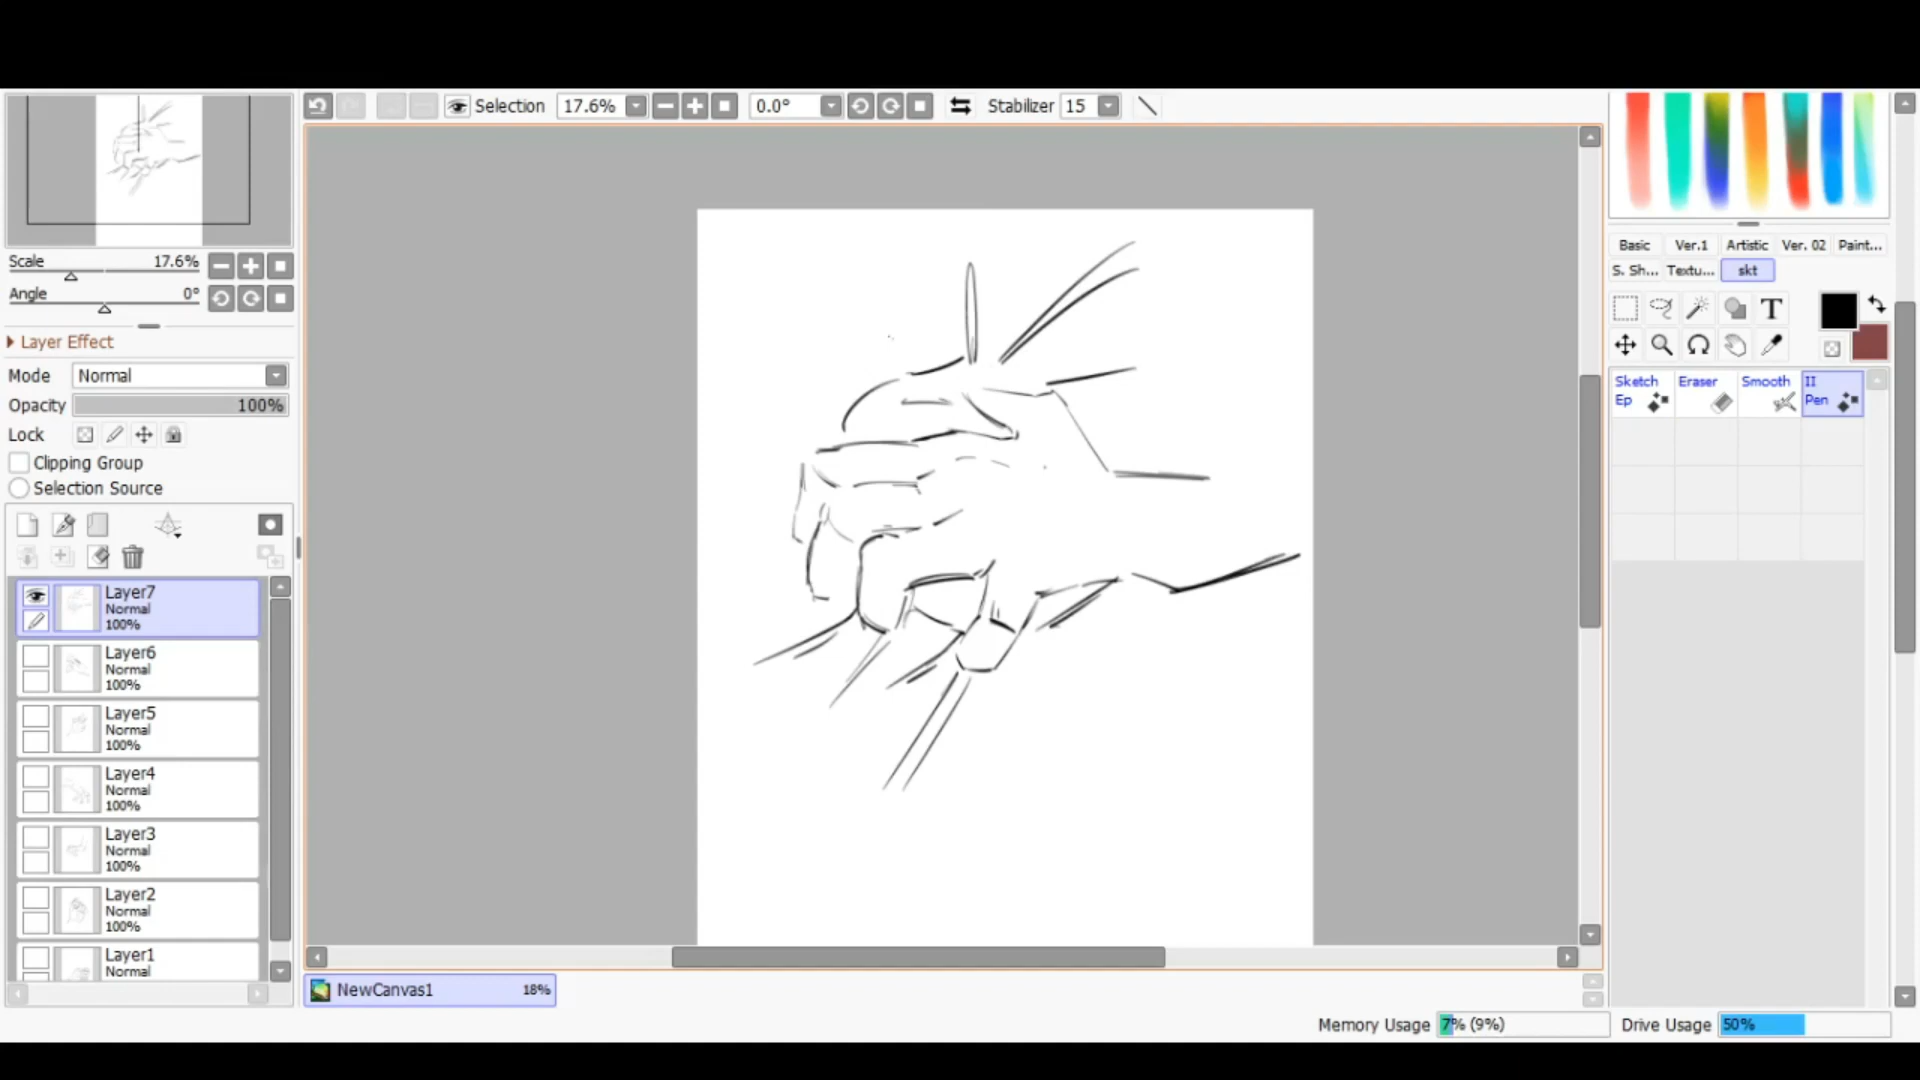 Selection 17.6% 0.0° Stabilizer 15
Scale 17.6%
Angle 0°
Layer Effect
Mode Normal
Opacity 100%
Lock
Clipping Group
Selection Source
Layer7
Normal
100%
Layer6
Normal
100%
Layer5
Normal
100%
Layer4
Normal
100%
Layer3
Normal
100%
Layer2
Normal
100%
Layer1
Normal
NewCanvas1 18%
Basic Ver.1 Artistic Ver. 02 Paint...
S. Sh... Textu... skt
T
Sketch Eraser Smooth II
Ep Pen
Memory Usage 7% (9%) Drive Usage 50%